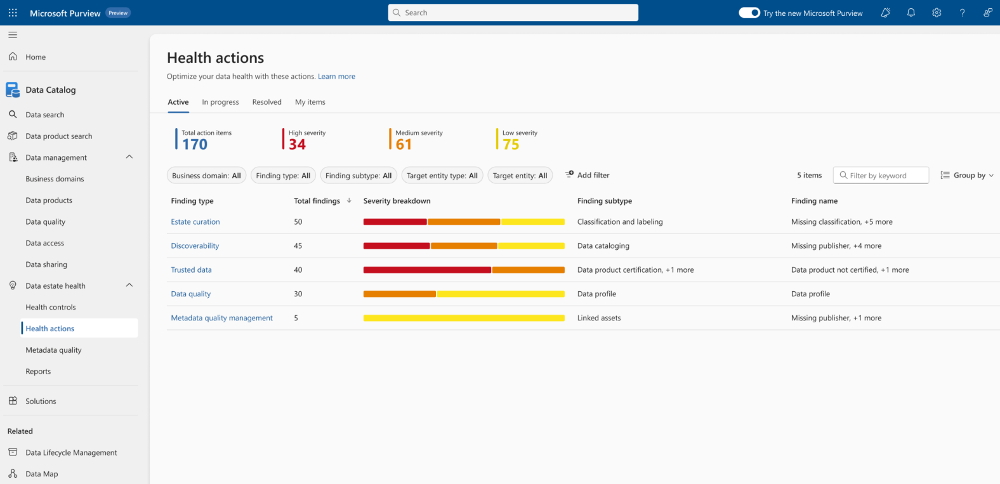 Microsoft Purview Preview
Search
Try the new Microsoft Purview
?
Home
Data Catalog
Data search
Data product search
Data management
Business domains
Data products
Data quality
Data access
Data sharing
Data estate health
Health controls
Health actions
Metadata quality
Reports
Solutions
Related
Data Lifecycle Management
Data Map
Health actions
Optimize your data health with these actions. Learn more
Active In progress Resolved My items
Total action items High severity Medium severity Low severity
170 34 61 75
Business domain: All Finding type: All Finding subtype: All Target entity type: All Target entity: All Add filter 5 items Filter by keyword Group by
Finding type Total findings ↓ Severity breakdown Finding subtype Finding name
Estate curation 50 Classification and labeling Missing classification, +5 more
Discoverability 45 Data cataloging Missing publisher, +4 more
Trusted data 40 Data product certification, +1 more Data product not certified, +1 more
Data quality 30 Data profile Data profile
Metadata quality management 5 Linked assets Missing publisher, +1 more